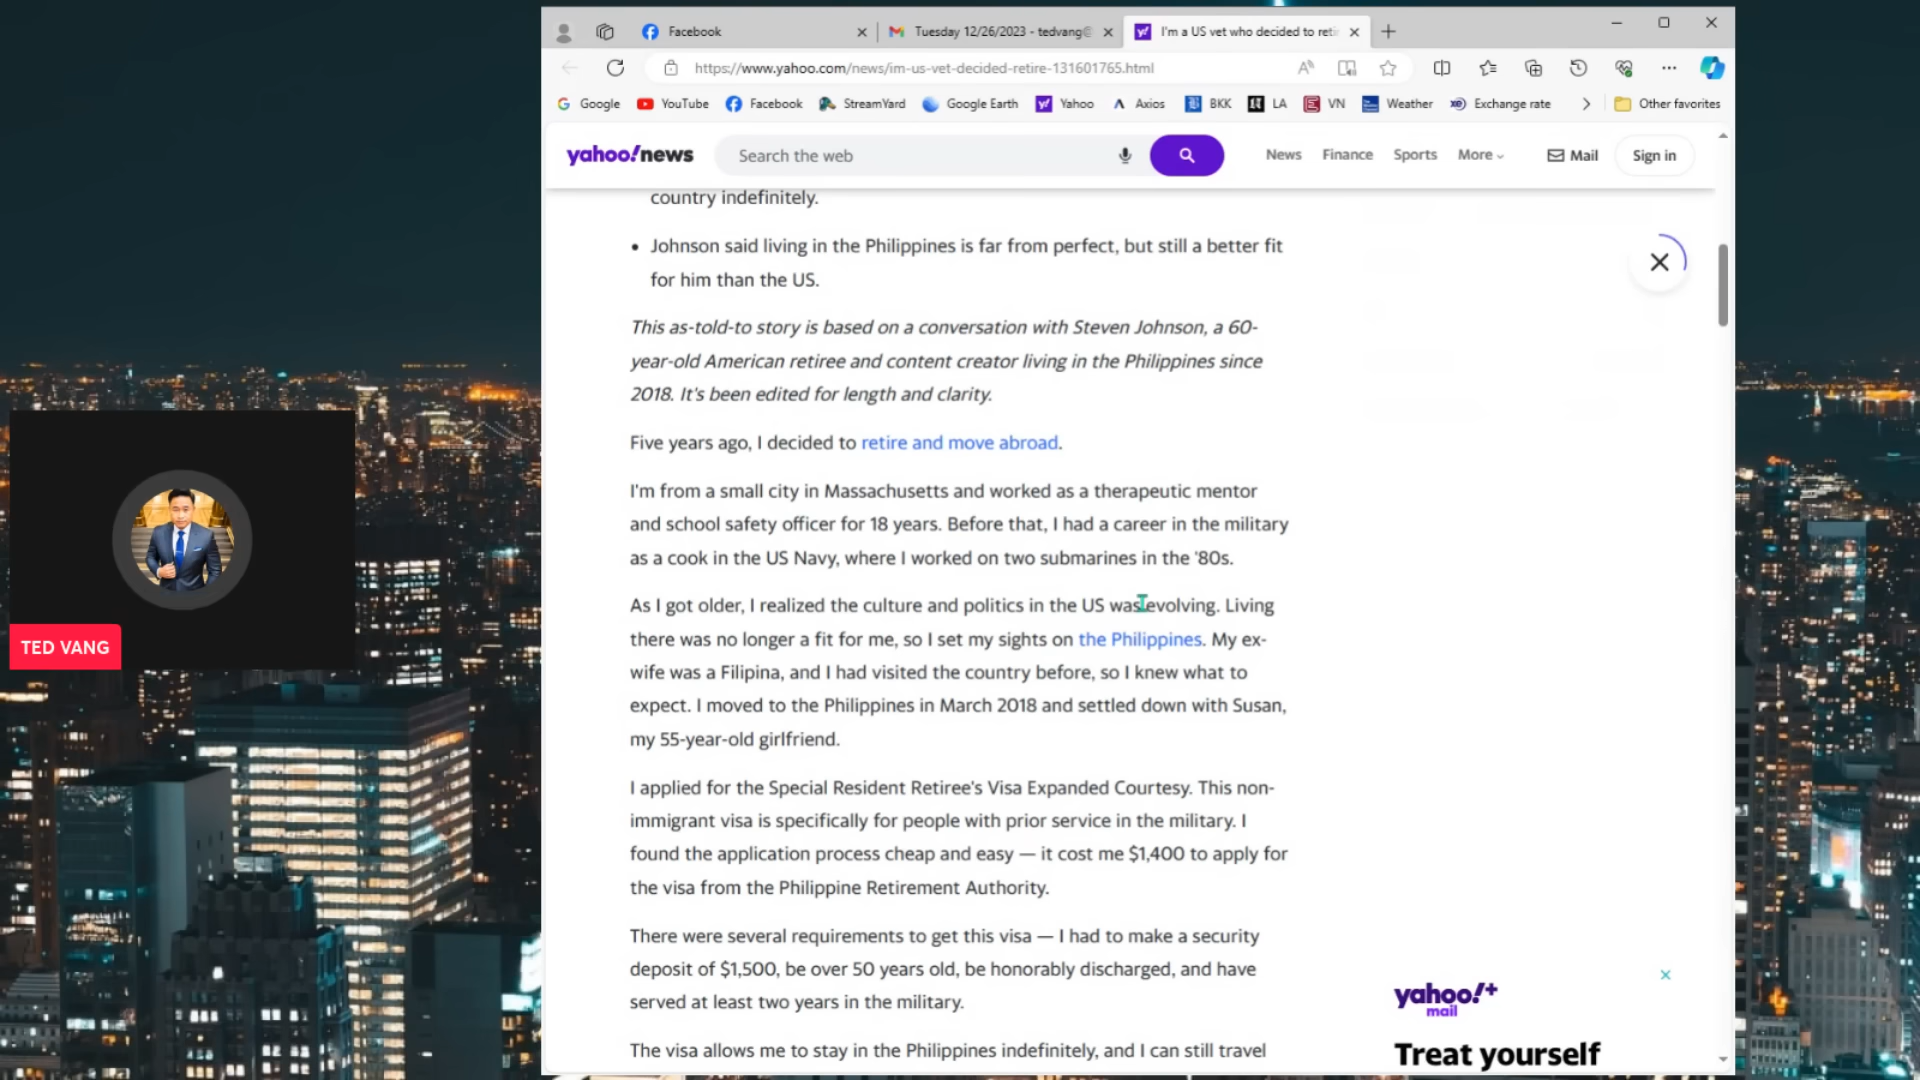 Facebook
Tuesday 12/26/2023 - tedvang@
I'm a US vet who decided to reti
https://www.yahoo.com/news/im-us-vet-decided-retire-131601765.html
Google YouTube Facebook StreamYard Google Earth Yahoo Axios BKK LA VN Weather Exchange rate Other favorites
yahoo!news Search the web News Finance Sports More Mail Sign in
country indefinitely.
• Johnson said living in the Philippines is far from perfect, but still a better fit
for him than the US.
This as-told-to story is based on a conversation with Steven Johnson, a 60-
year-old American retiree and content creator living in the Philippines since
2018. It's been edited for length and clarity.
Five years ago, I decided to retire and move abroad.
I'm from a small city in Massachusetts and worked as a therapeutic mentor
and school safety officer for 18 years. Before that, I had a career in the military
as a cook in the US Navy, where I worked on two submarines in the '80s.
As I got older, I realized the culture and politics in the US was evolving. Living
there was no longer a fit for me, so I set my sights on the Philippines. My ex-
wife was a Filipina, and I had visited the country before, so I knew what to
expect. I moved to the Philippines in March 2018 and settled down with Susan,
my 55-year-old girlfriend.
I applied for the Special Resident Retiree's Visa Expanded Courtesy. This non-
immigrant visa is specifically for people with prior service in the military. I
found the application process cheap and easy — it cost me $1,400 to apply for
the visa from the Philippine Retirement Authority.
There were several requirements to get this visa — I had to make a security
deposit of $1,500, be over 50 years old, be honorably discharged, and have
served at least two years in the military.
The visa allows me to stay in the Philippines indefinitely, and I can still travel
yahoo!+
mail
Treat yourself
TED VANG